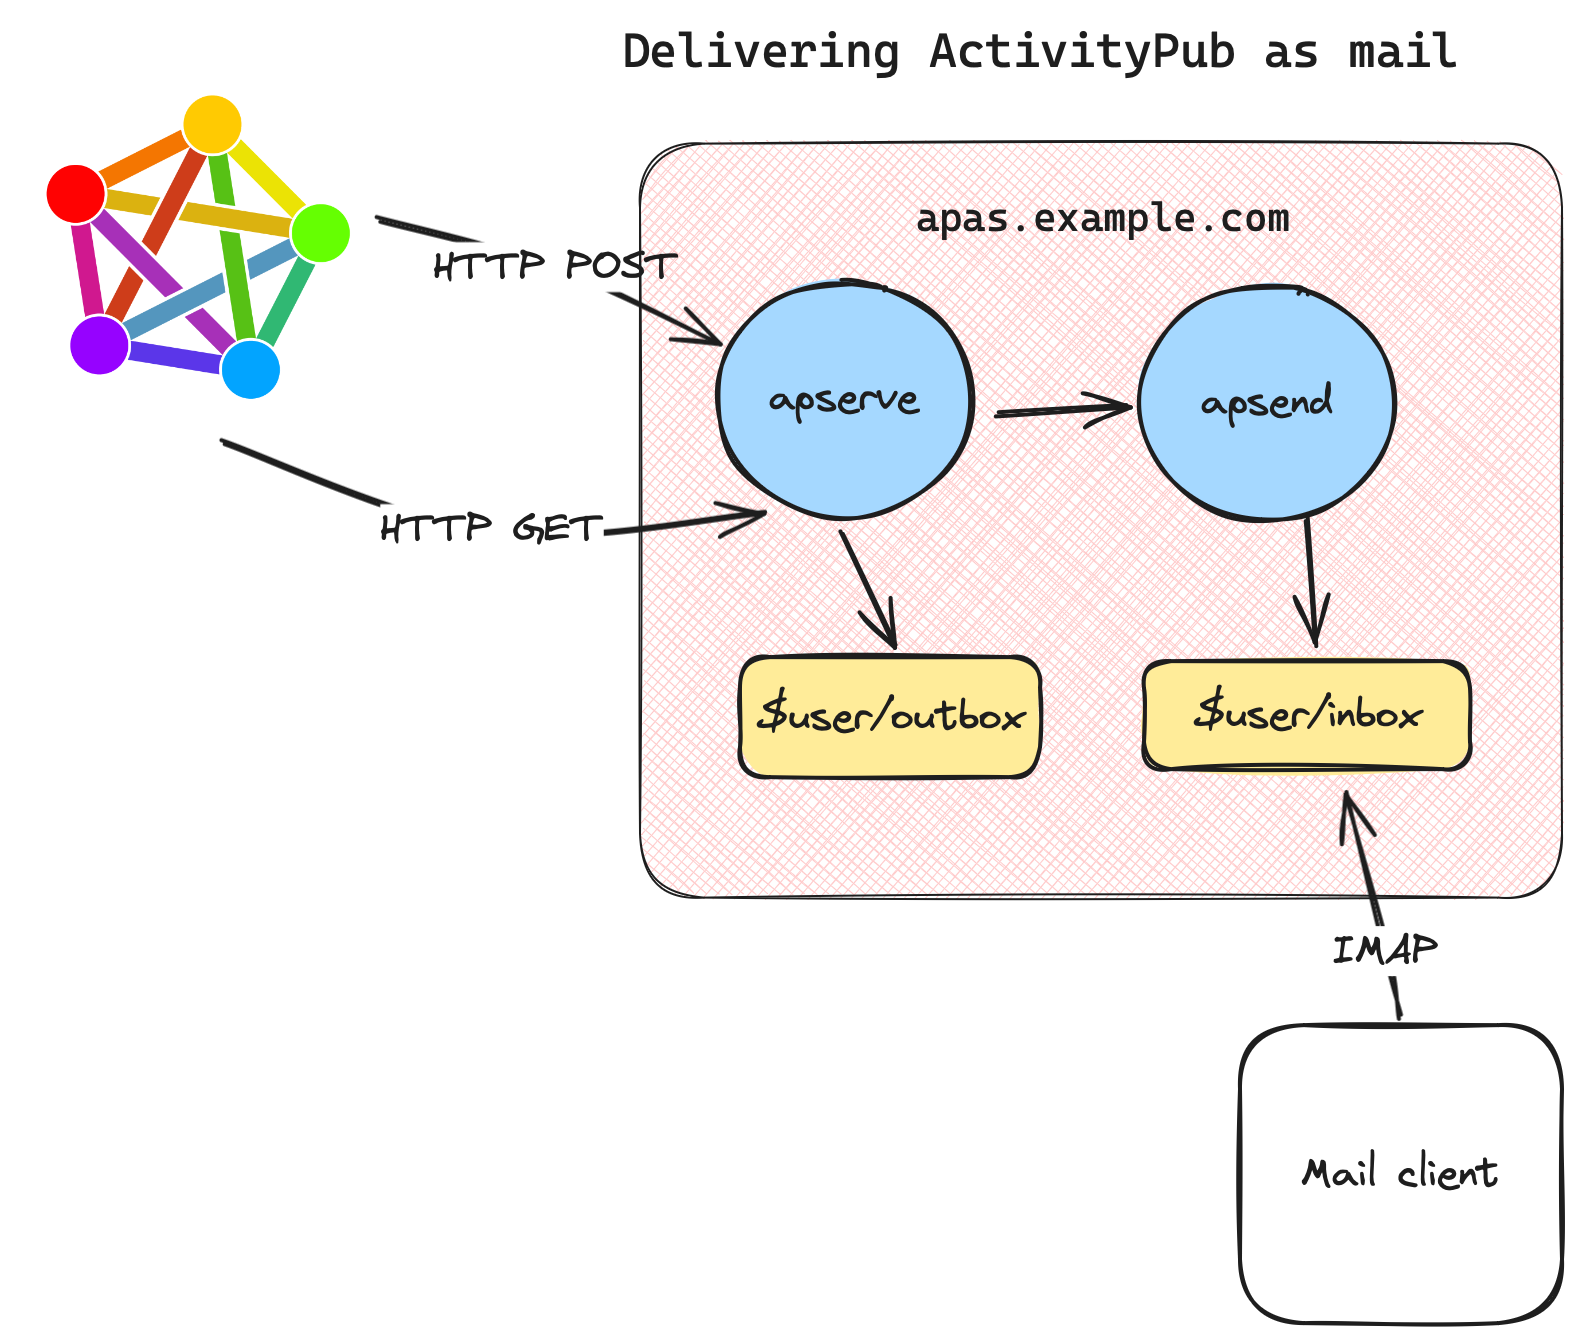 Delivering ActivityPub as mail
apas.example.com
HTTP POST
apserve
apsend
HTTP GET
$user/outbox
$user/inbox
IMAP
Mail client